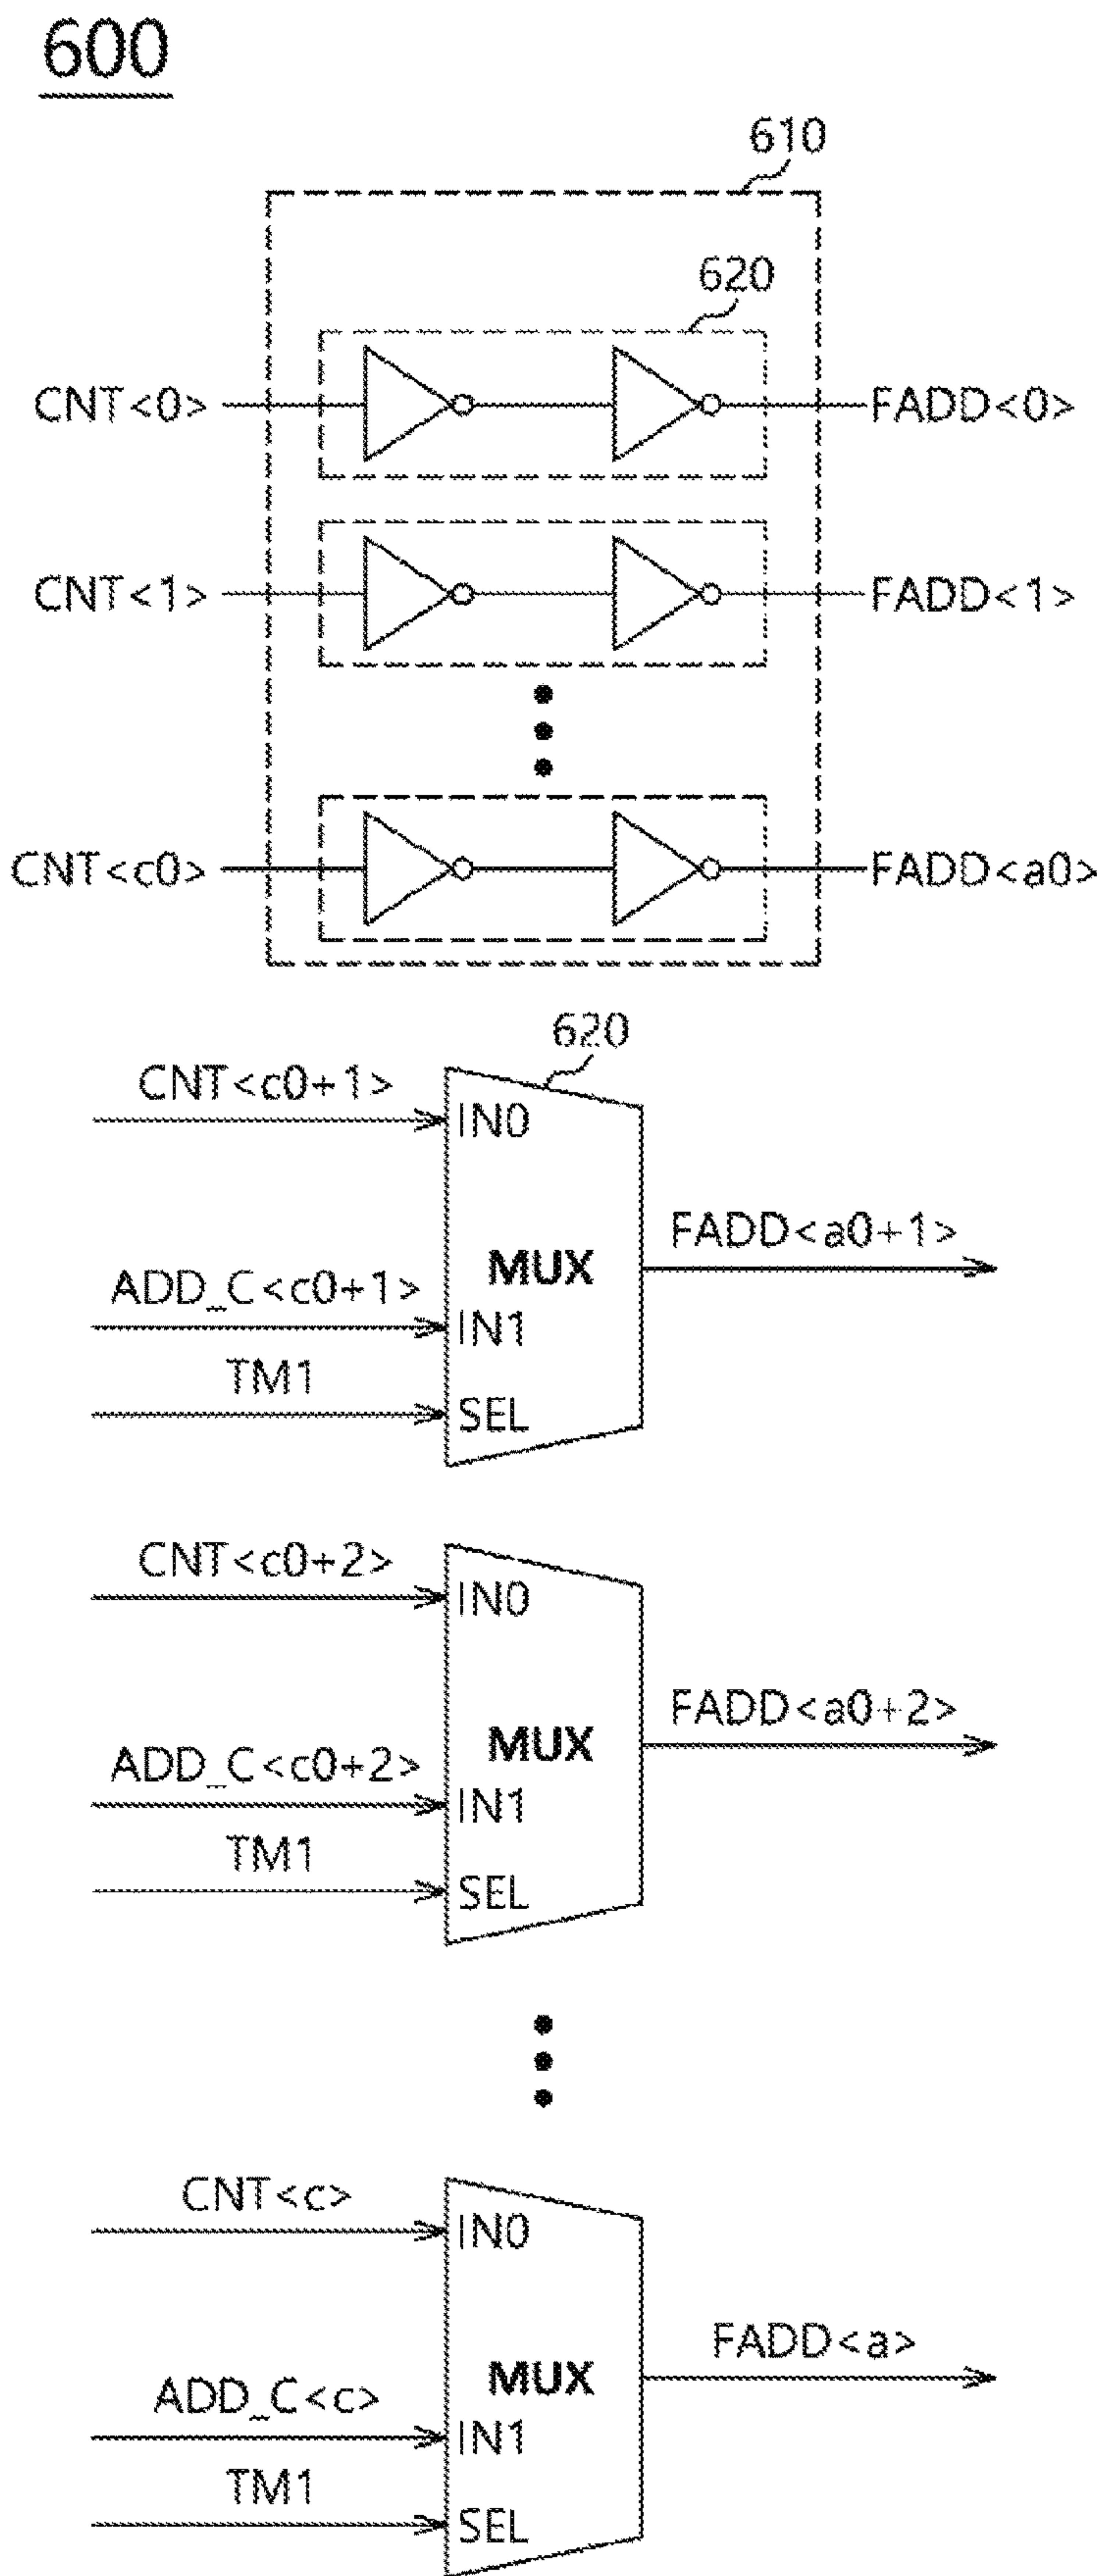 600
610
620
CNT<0>
FADD<0>
CNT<1>
FADD<1>
CNT<c0>
FADD<a0>
620
CNT<c0+1>
IN0
FADD<a0+1>
MUX
ADD_C<c0+1>
IN1
TM1
SEL
CNT<c0+2>
IN0
FADD<a0+2>
MUX
ADD_C<c0+2>
IN1
TM1
SEL
CNT<c>
IN0
FADD<a>
MUX
ADD_C<c>
IN1
TM1
SEL